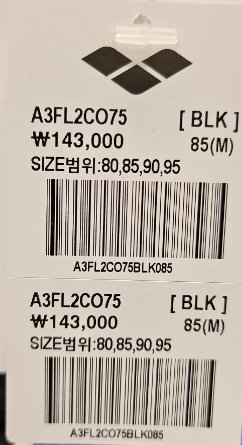 A3FL2CO75 [ BLK ]
₩143,000 85(M)
SIZE범위:80,85,90,95
A3FL2CO75BLK085
A3FL2CO75 [ BLK ]
₩143,000 85(M)
SIZE범위:80,85,90,95
A3FL2CO75BLK085